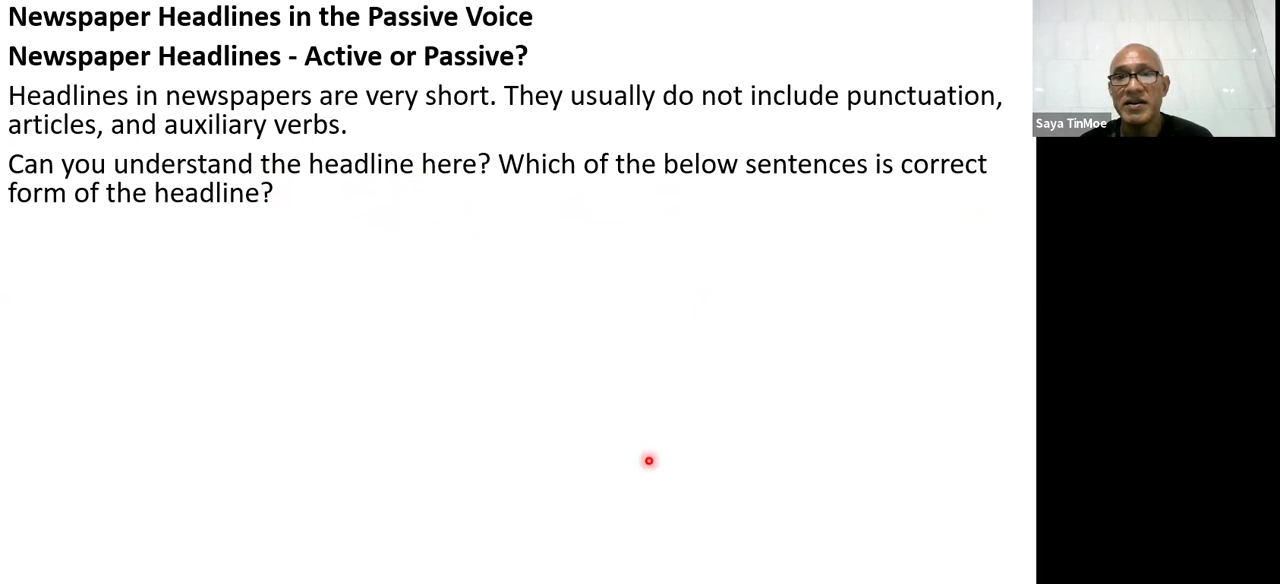 Newspaper Headlines in the Passive Voice
Newspaper Headlines - Active or Passive?
Headlines in newspapers are very short. They usually do not include punctuation,
articles, and auxiliary verbs.
Can you understand the headline here? Which of the below sentences is correct
form of the headline?
Saya TinMoe